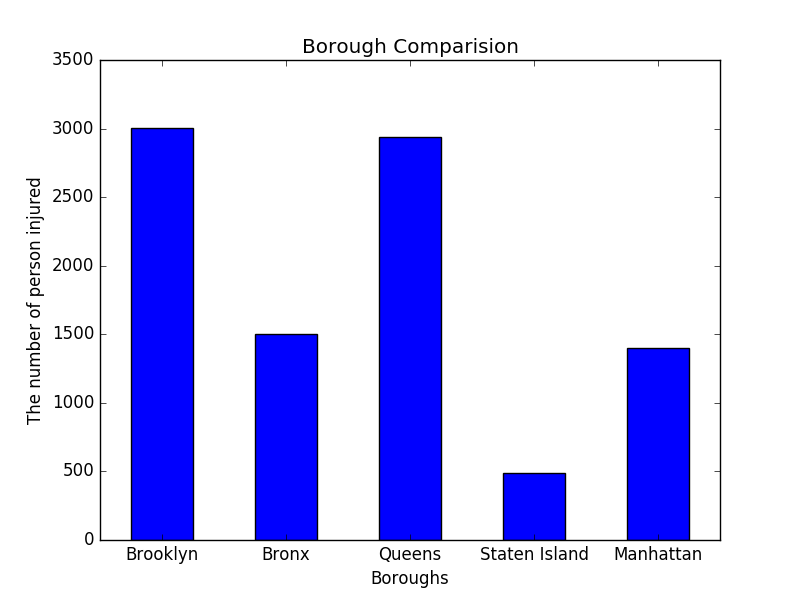 Borough Comparision
3500
3000
2500
2000
1500
1000
500
0
The number of person injured
Brooklyn Bronx Queens Staten Island Manhattan
Boroughs